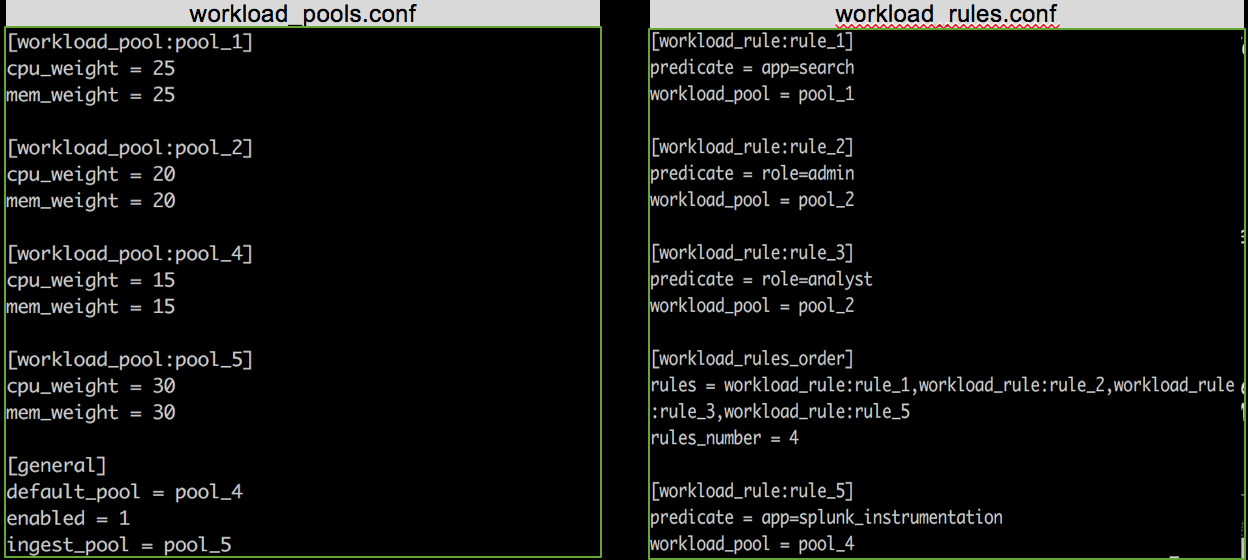 workload_pools.conf
[workload_pool:pool_1]
cpu_weight = 25
mem_weight = 25
[workload_pool:pool_2]
cpu_weight = 20
mem_weight = 20
[workload_pool:pool_4]
cpu_weight = 15
mem_weight = 15
[workload_pool:pool_5]
cpu_weight = 30
mem_weight = 30
[general]
default_pool = pool_4
enabled = 1
ingest_pool = pool_5
workload_rules.conf
[workload_rule:rule_1]
predicate = app=search
workload_pool = pool_1
[workload_rule:rule_2]
predicate = role=admin
workload_pool = pool_2
[workload_rule:rule_3]
predicate = role=analyst
workload_pool = pool_2
[workload_rules_order]
rules = workload_rule:rule_1,workload_rule:rule_2,workload_rule
:rule_3,workload_rule:rule_5
rules_number = 4
[workload_rule:rule_5]
predicate = app=splunk_instrumentation
workload_pool = pool_4